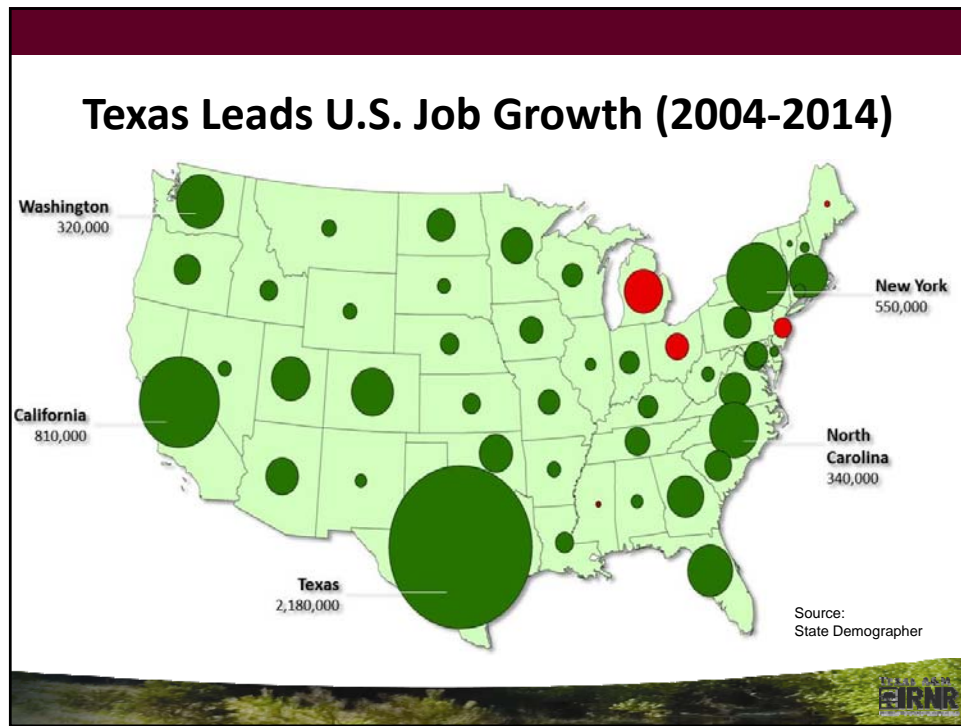 Texas Leads U.S. Job Growth (2004-2014)
Washington
320,000
New York
550,000
California
810,000
North
Carolina
340,000
Texas
2,180,000
Source:
State Demographer
TEXAS A&M
IRNR